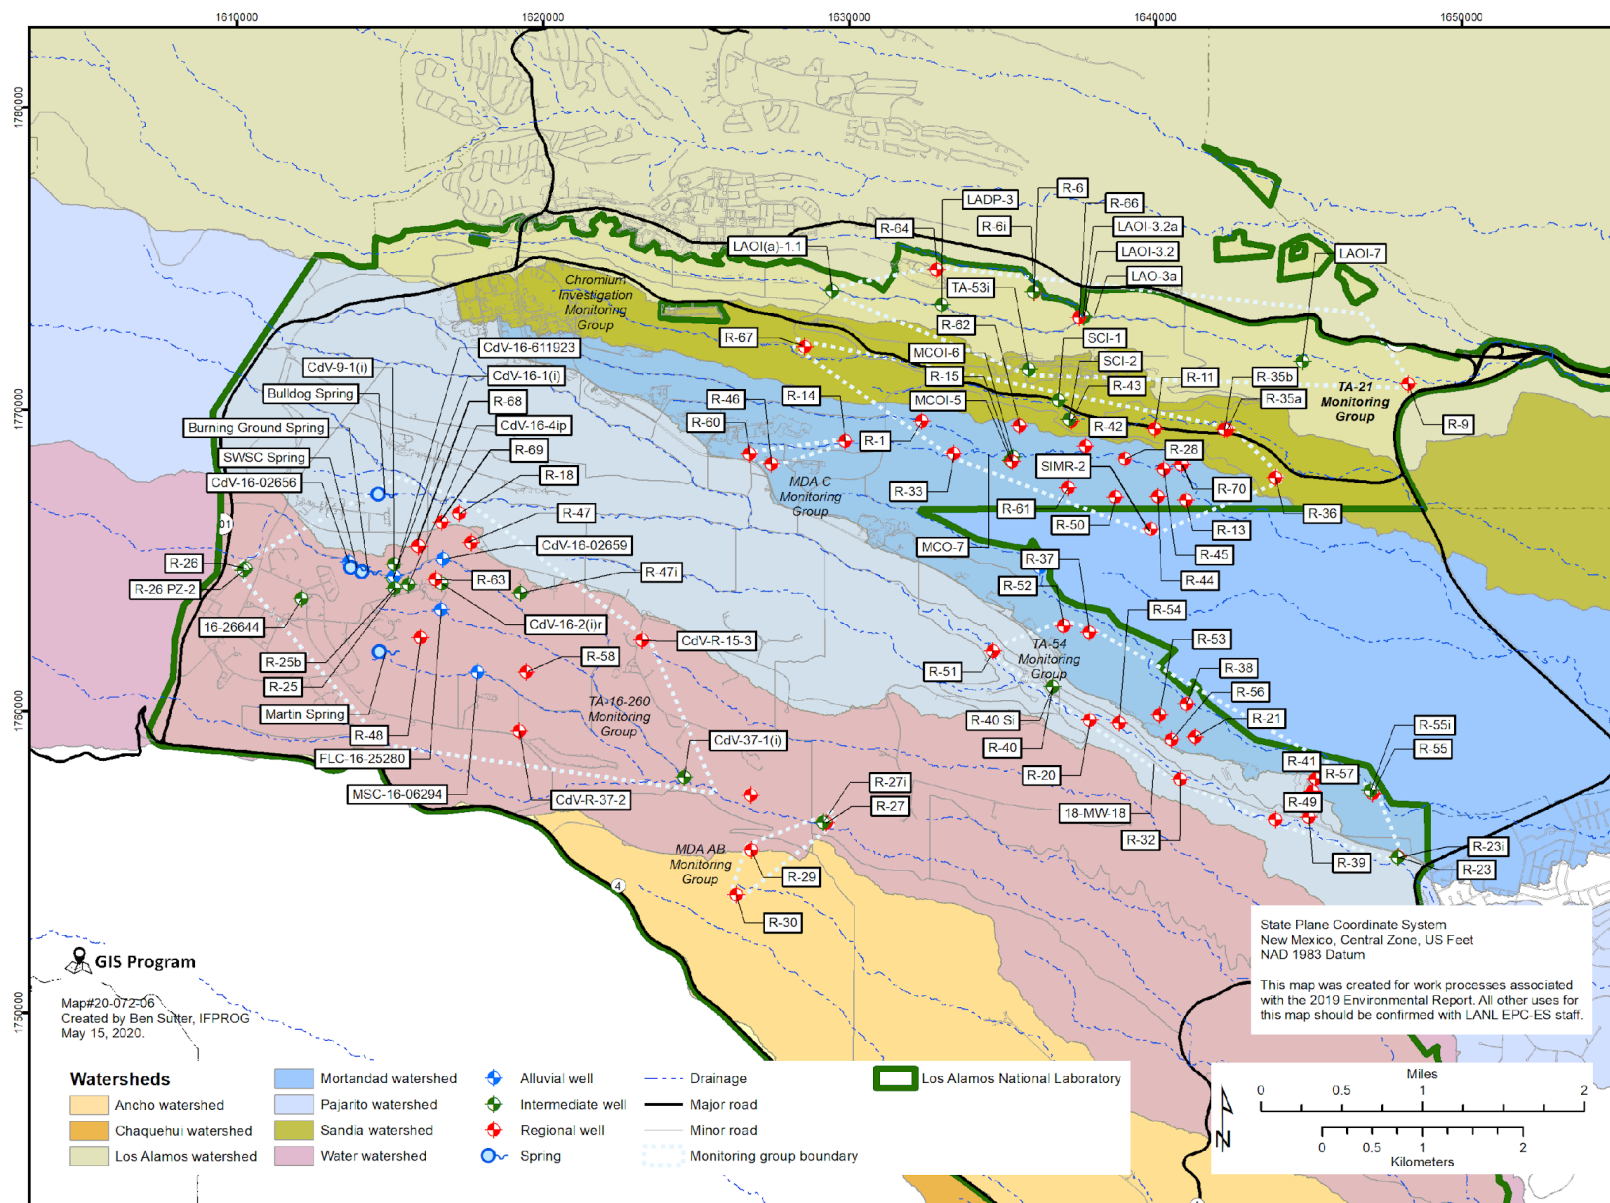 1610000
1620000
1630000
1640000
1650000
1780000
1770000
1760000
1750000
R-6
LADP-3
R-66
R-64
R-6i
LAOI-3.2a
LAOI(a)-1.1
LAOI-3.2
LAOI-7
LAO-3a
TA-53i
Chromium
Investigation
Monitoring
Group
R-62
R-67
SCI-1
CdV-16-611923
MCOI-6
SCI-2
CdV-9-1(i)
CdV-16-1(i)
R-15
R-43
R-11
R-35b
TA-21
Monitoring
Group
Bulldog Spring
R-68
R-46
R-14
MCOI-5
R-35a
Burning Ground Spring
CdV-16-4ip
R-60
R-1
R-42
R-9
SWSC Spring
R-69
R-28
SIMR-2
CdV-16-02656
R-18
MDA C
Monitoring
Group
R-33
R-70
R-61
R-47
R-50
R-13
R-36
01
CdV-16-02659
MCO-7
R-45
R-26
R-37
R-47i
R-63
R-52
R-44
R-26 PZ-2
R-54
16-26644
CdV-16-2(i)r
CdV-R-15-3
R-53
R-25b
R-58
TA-54
Monitoring
Group
R-51
R-38
R-25
R-56
Martin Spring
TA-16-260
Monitoring
Group
R-40 Si
R-21
R-55i
R-48
CdV-37-1(i)
R-40
R-55
FLC-16-25280
R-41
R-20
R-57
R-27i
MSC-16-06294
CdV-R-37-2
R-27
18-MW-18
R-49
R-32
R-23i
MDA AB
Monitoring
Group
R-39
R-23
R-29
4
R-30
State Plane Coordinate System
New Mexico, Central Zone, US Feet
NAD 1983 Datum
This map was created for work processes associated
with the 2019 Environmental Report. All other uses for
this map should be confirmed with LANL EPC-ES staff.
GIS Program
Map#20-072-06
Created by Ben Sutter, IFPROG
May 15, 2020.
Watersheds
Ancho watershed
Chaquehui watershed
Los Alamos watershed
Mortandad watershed
Pajarito watershed
Sandia watershed
Water watershed
Alluvial well
Intermediate well
Regional well
Spring
Drainage
Major road
Minor road
Monitoring group boundary
Los Alamos National Laboratory
N
Miles
0 0.5 1 2
0 0.5 1 2
Kilometers